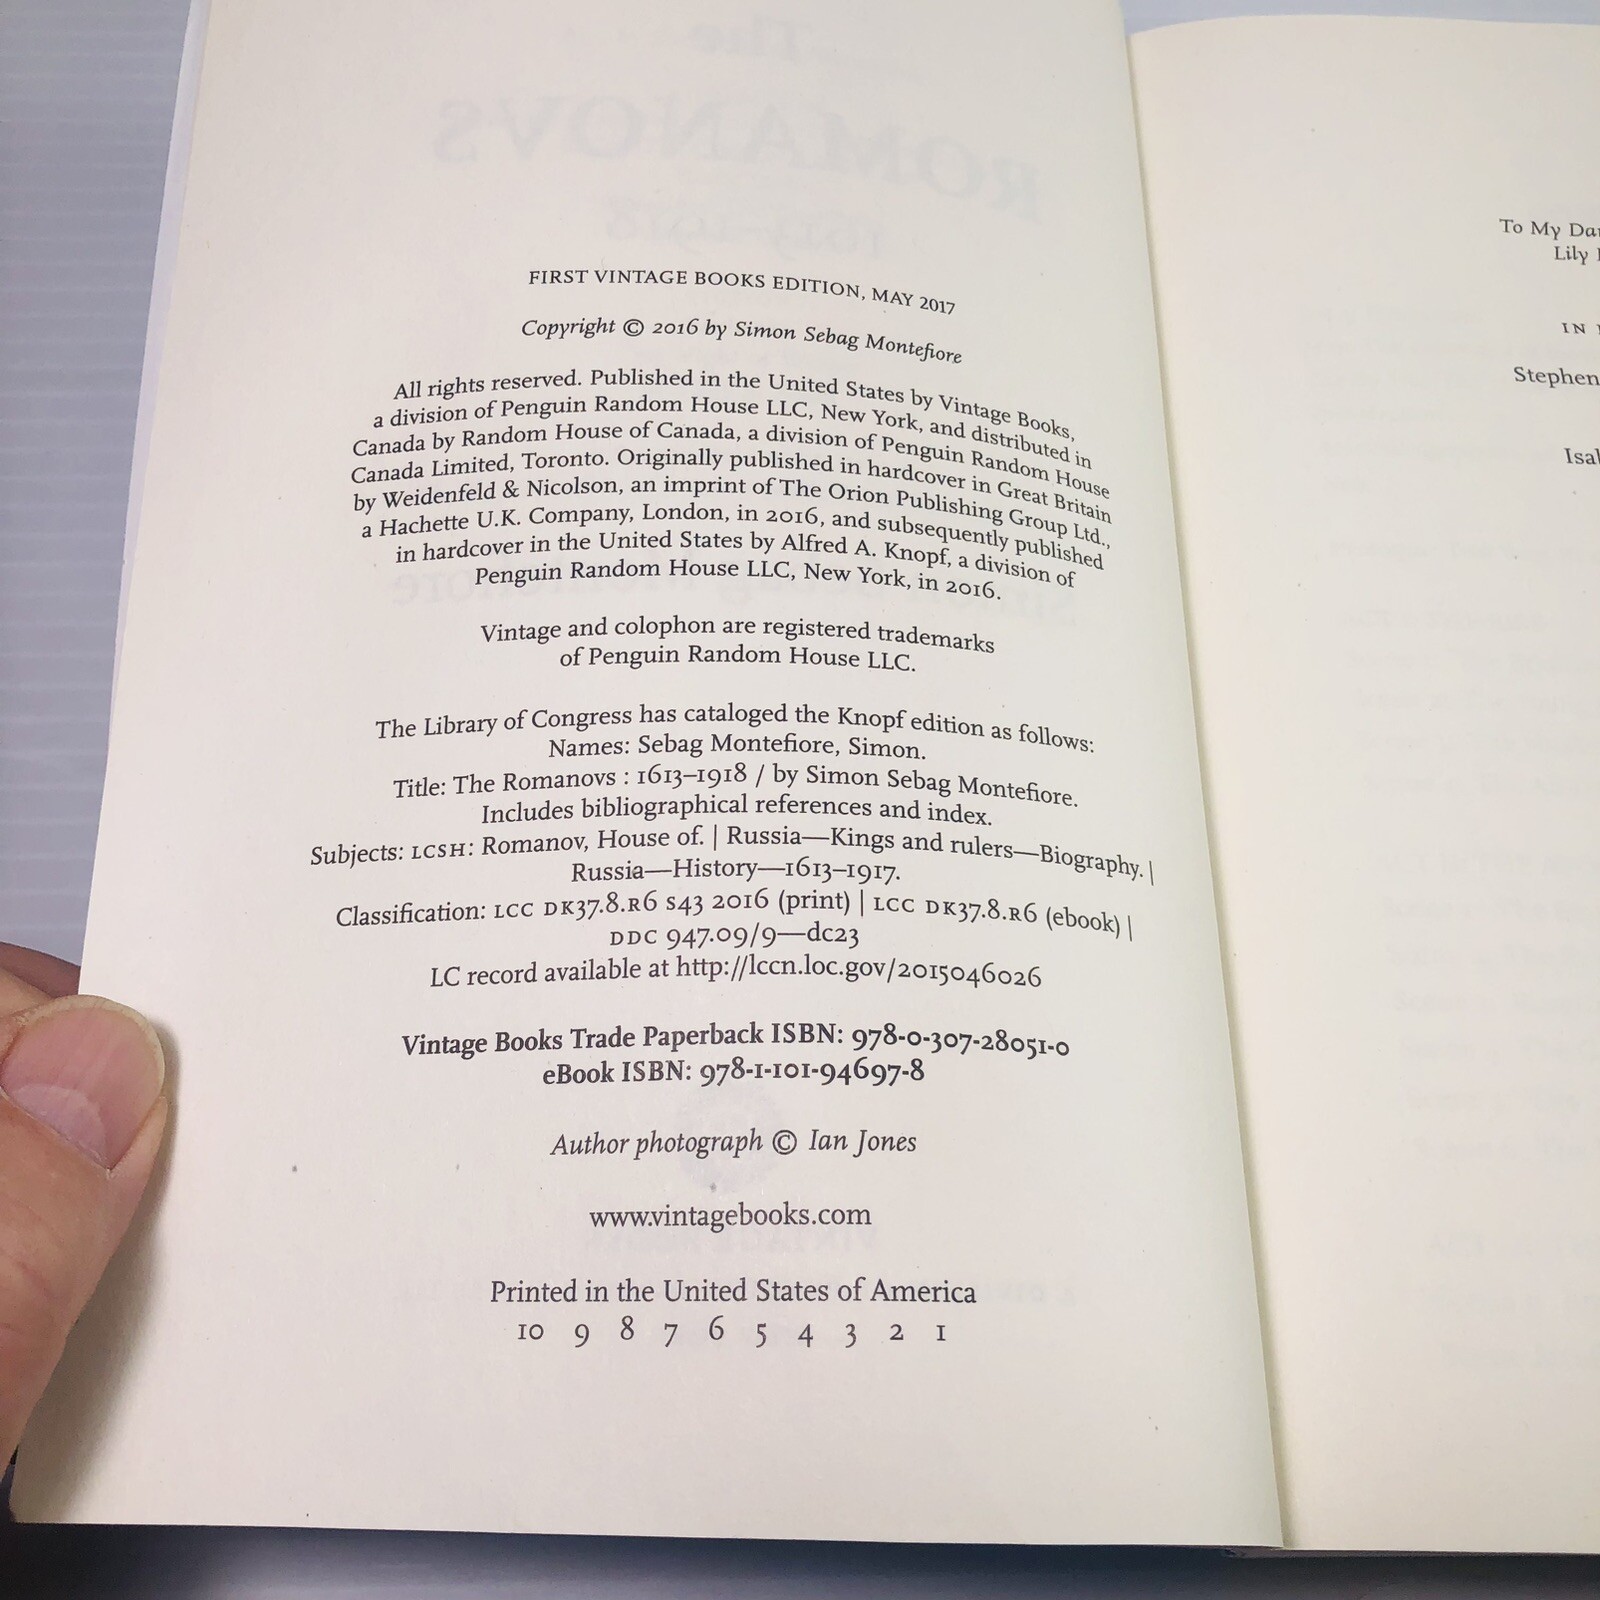 FIRST VINTAGE BOOKS EDITION, MAY 2017
Copyright © 2016 by Simon Sebag Montefiore
All rights reserved. Published in the United States by Vintage Books,
a division of Penguin Random House LLC, New York, and distributed in
Canada by Random House of Canada, a division of Penguin Random House
Canada Limited, Toronto. Originally published in hardcover in Great Britain
by Weidenfeld & Nicolson, an imprint of The Orion Publishing Group Ltd.,
a Hachette U.K. Company, London, in 2016, and subsequently published
in hardcover in the United States by Alfred A. Knopf, a division of
Penguin Random House LLC, New York, in 2016.
Vintage and colophon are registered trademarks
of Penguin Random House LLC.
The Library of Congress has cataloged the Knopf edition as follows:
Names: Sebag Montefiore, Simon.
Title: The Romanovs : 1613–1918 / by Simon Sebag Montefiore.
Includes bibliographical references and index.
Subjects: LCSH: Romanov, House of. | Russia—Kings and rulers—Biography. |
Russia—History—1613–1917.
Classification: LCC DK37.8.R6 S43 2016 (print) | LCC DK37.8.R6 (ebook) |
DDC 947.09/9—dc23
LC record available at http://lccn.loc.gov/2015046026
Vintage Books Trade Paperback ISBN: 978-0-307-28051-0
eBook ISBN: 978-1-101-94697-8
Author photograph © Ian Jones
www.vintagebooks.com
Printed in the United States of America
10 9 8 7 6 5 4 3 2 1
To My
Lily
IN
Stephen